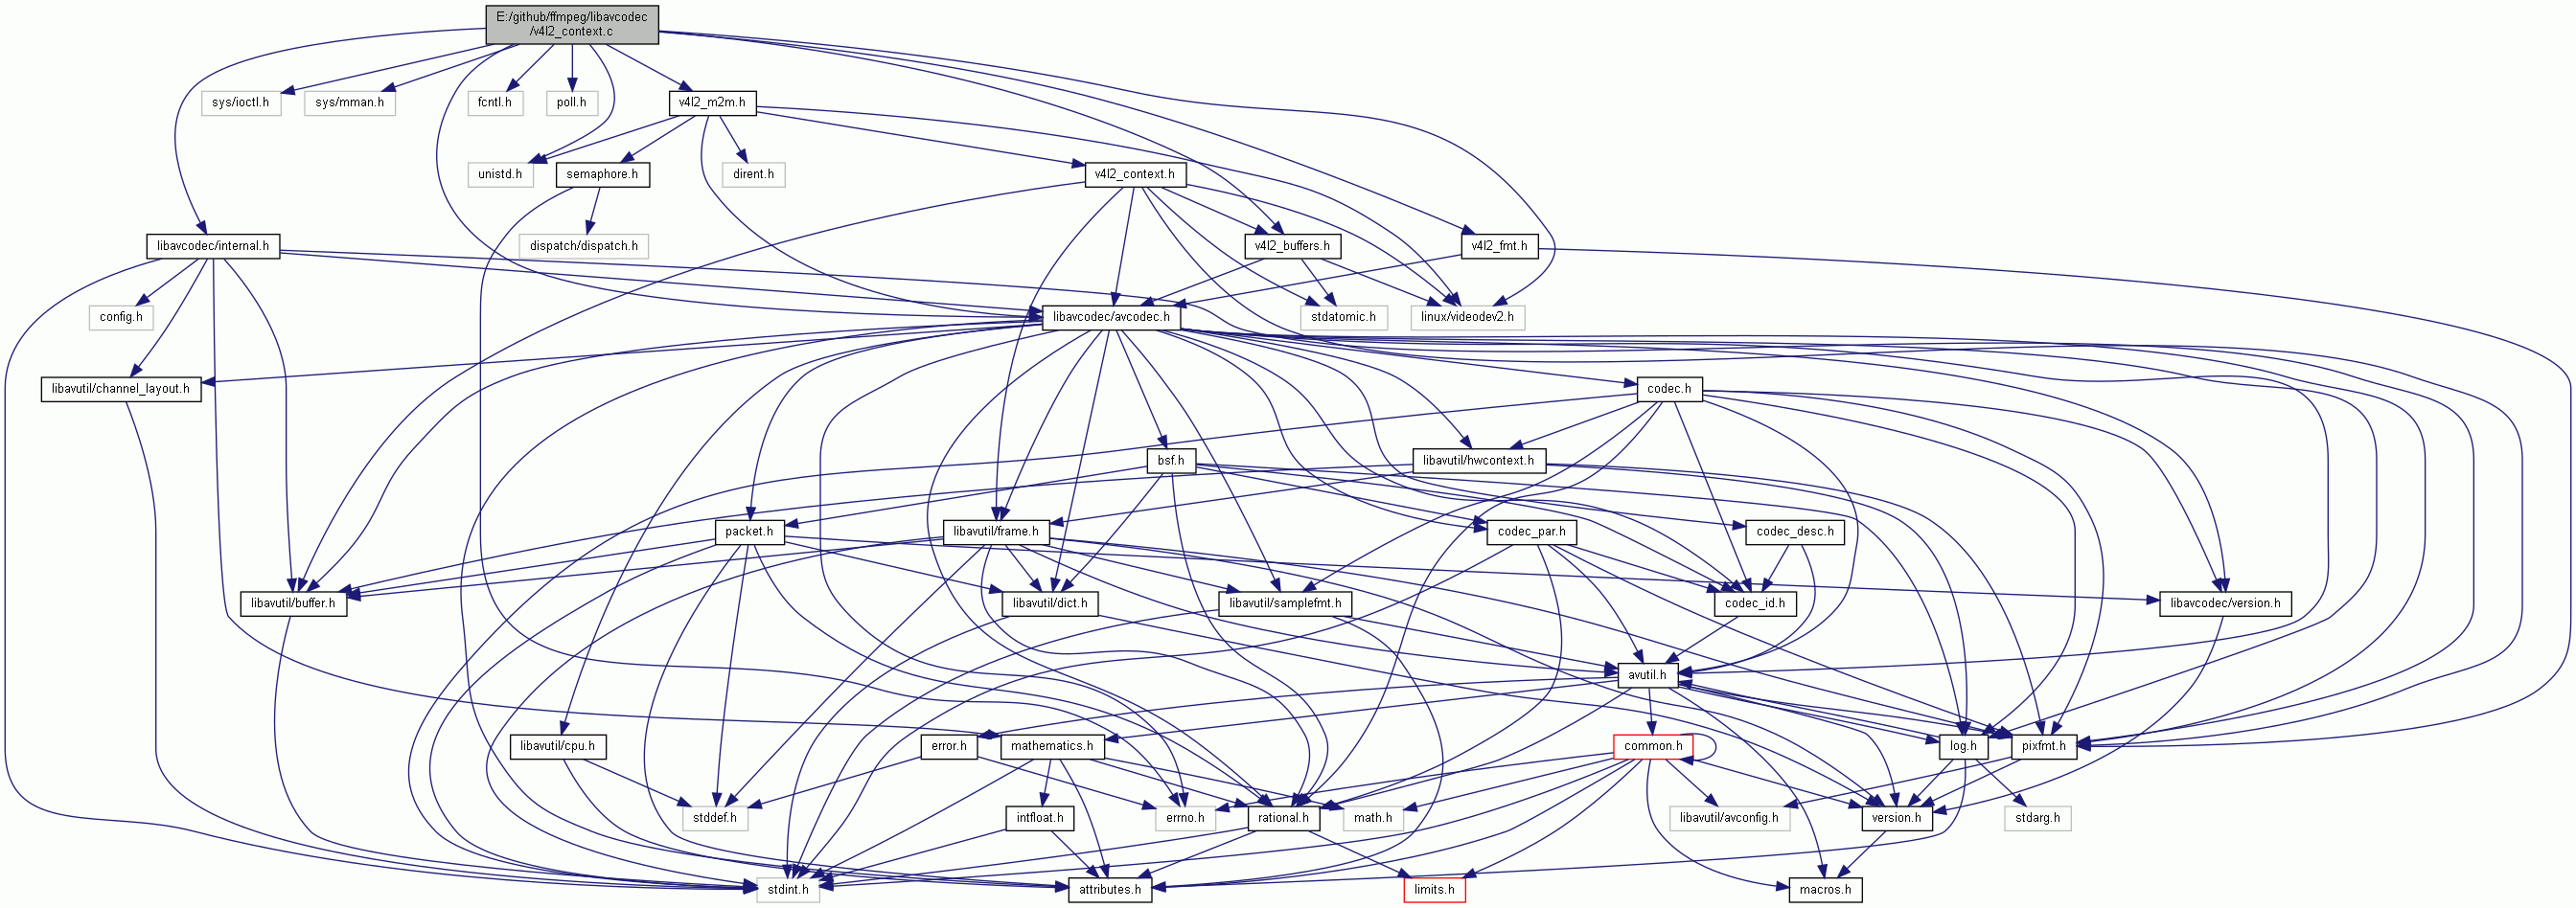 E:/github/ffmpeg/libavcodec
/v4l2_context.c
sys/ioctl.h
sys/mman.h
fcntl.h
poll.h
v4l2_m2m.h
unistd.h
semaphore.h
dirent.h
v4l2_context.h
libavcodec/internal.h
dispatch/dispatch.h
v4l2_buffers.h
v4l2_fmt.h
config.h
libavcodec/avcodec.h
stdatomic.h
linux/videodev2.h
libavutil/channel_layout.h
codec.h
bsf.h
libavutil/hwcontext.h
packet.h
libavutil/frame.h
codec_par.h
codec_desc.h
libavutil/buffer.h
libavutil/dict.h
libavutil/samplefmt.h
codec_id.h
libavcodec/version.h
avutil.h
libavutil/cpu.h
error.h
mathematics.h
common.h
log.h
pixfmt.h
stddef.h
intfloat.h
errno.h
rational.h
math.h
libavutil/avconfig.h
version.h
stdarg.h
stdint.h
attributes.h
limits.h
macros.h